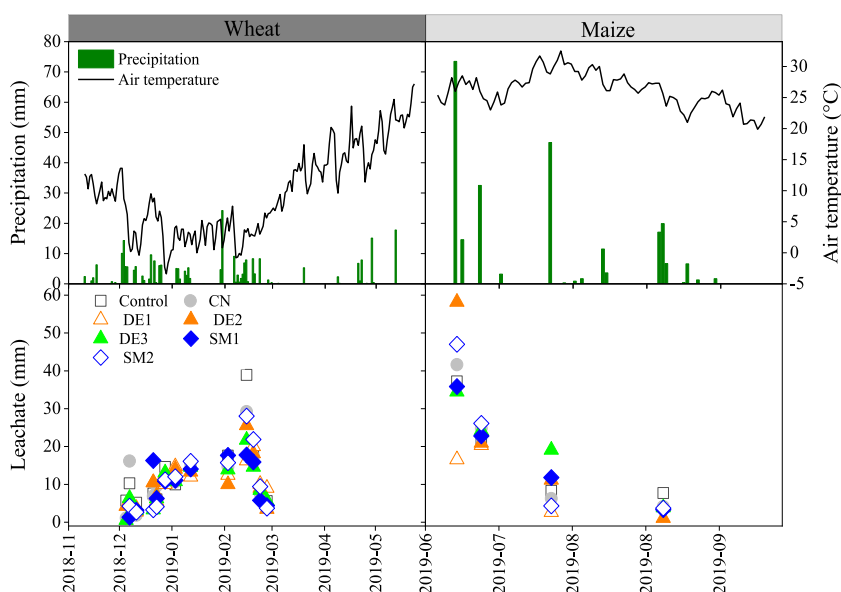 Wheat Maize
Precipitation (mm)
80
70
60
50
40
30
20
10
0
Precipitation
Air temperature
30
25
20
15
10
5
0
-5
Air temperature (°C)
Leachate (mm)
60
50
40
30
20
10
0
Control CN
DE1 DE2
DE3 SM1
SM2
2018-11 2018-12 2019-01 2019-02 2019-03 2019-04 2019-05 2019-06 2019-07 2019-08 2019-08 2019-09